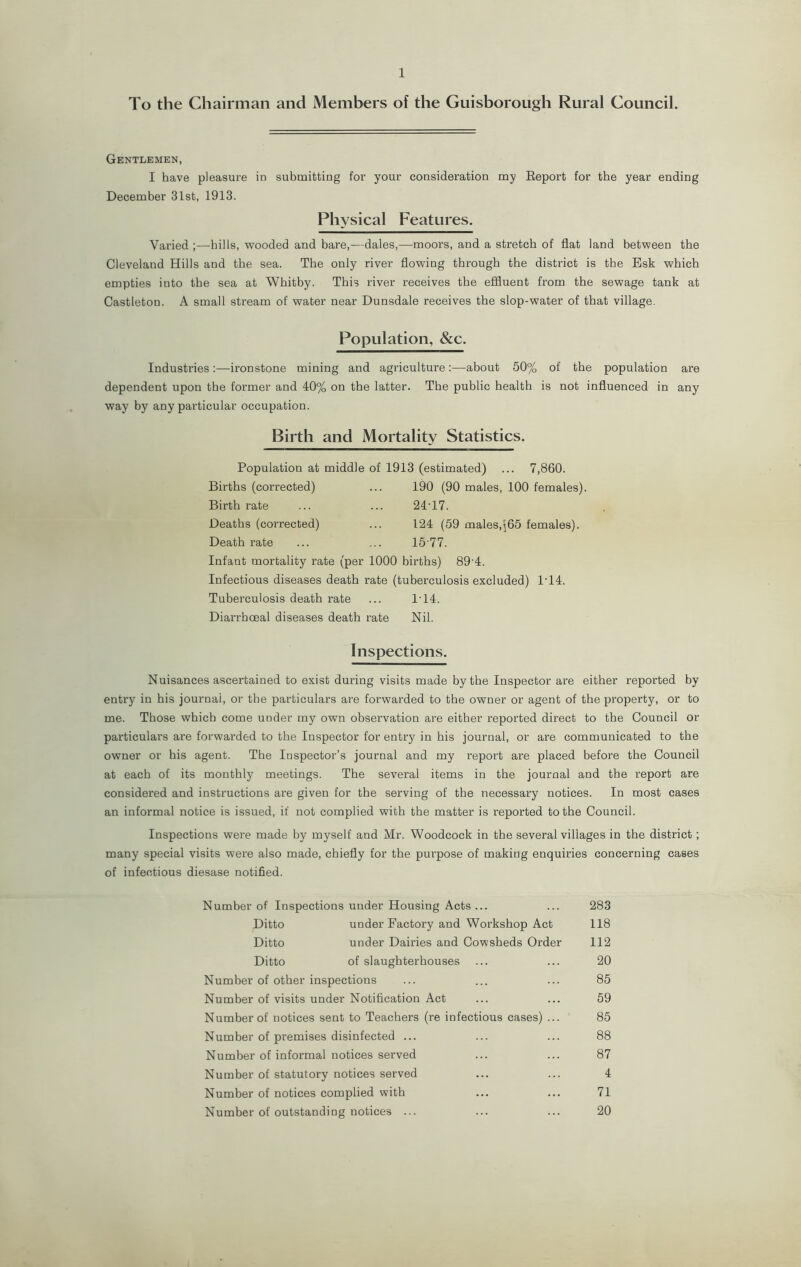 1
To the Chairman and Members of the Guisborough Rural Council.
Gentlemen,
I have pleasure in submitting for your consideration my Report for the year ending
December 31st, 1913.
Physical Features.
Varied ;—hills, wooded and bare,—dales,—moors, and a stretch of flat land between the
Cleveland Hills and the sea. The only river flowing through the district is the Esk which
empties into the sea at Whitby. This river receives the effluent from the sewage tank at
Castleton. A small stream of water near Dunsdale receives the slop-water of that village.
Population, &c.
Industries :—ironstone mining and agriculture :—about 50% of the population are
dependent upon the former and 40% on the latter. The public health is not influenced in any
way by any particular occupation.
Birth and Mortality Statistics.
Population at middle of 1913 (estimated) ... 7,860.
Births (corrected) ... 190 (90 males, 100 females).
Birth rate ... ... 24·17.
Deaths (corrected) ... 124 (59 males, 65 females).
Death rate ... ... 15·77.
Infant mortality rate (per 1000 births) 89·4.
Infectious diseases death rate (tuberculosis excluded) 1·14.
Tuberculosis death rate ... 1·14.
Diarrhœal diseases death rate Nil.
Inspections.
Nuisances ascertained to exist during visits made by the Inspector are either reported by
entry in his journal, or the particulars are forwarded to the owner or agent of the property, or to
me. Those which come under my own observation are either reported direct to the Council or
particulars are forwarded to the Inspector for entry in his journal, or are communicated to the
owner or his agent. The Inspector's journal and my report are placed before the Council
at each of its monthly meetings. The several items in the journal and the report are
considered and instructions are given for the serving of the necessary notices. In most cases
an informal notice is issued, if not complied with the matter is reported to the Council.
Inspections were made by myself and Mr. Woodcock in the several villages in the district ;
many special visits were also made, chiefly for the purpose of making enquiries concerning cases
of infectious diesase notified.
Number of Inspections under Housing Acts ... ... 283
Ditto under Factory and Workshop Act 118
Ditto under Dairies and Cowsheds Order 112
Ditto of slaughterhouses ... ... 20
Number of other inspections ... ... ... 85
Number of visits under Notification Act ... ... 59
Number of notices sent to Teachers (re infectious cases) ... 85
Number of premises disinfected ... ... ... 88
Number of informal notices served ... ... 87
Number of statutory notices served ... ... 4
Number of notices complied with ... ... 71
Number of outstanding notices ... ... ... 20